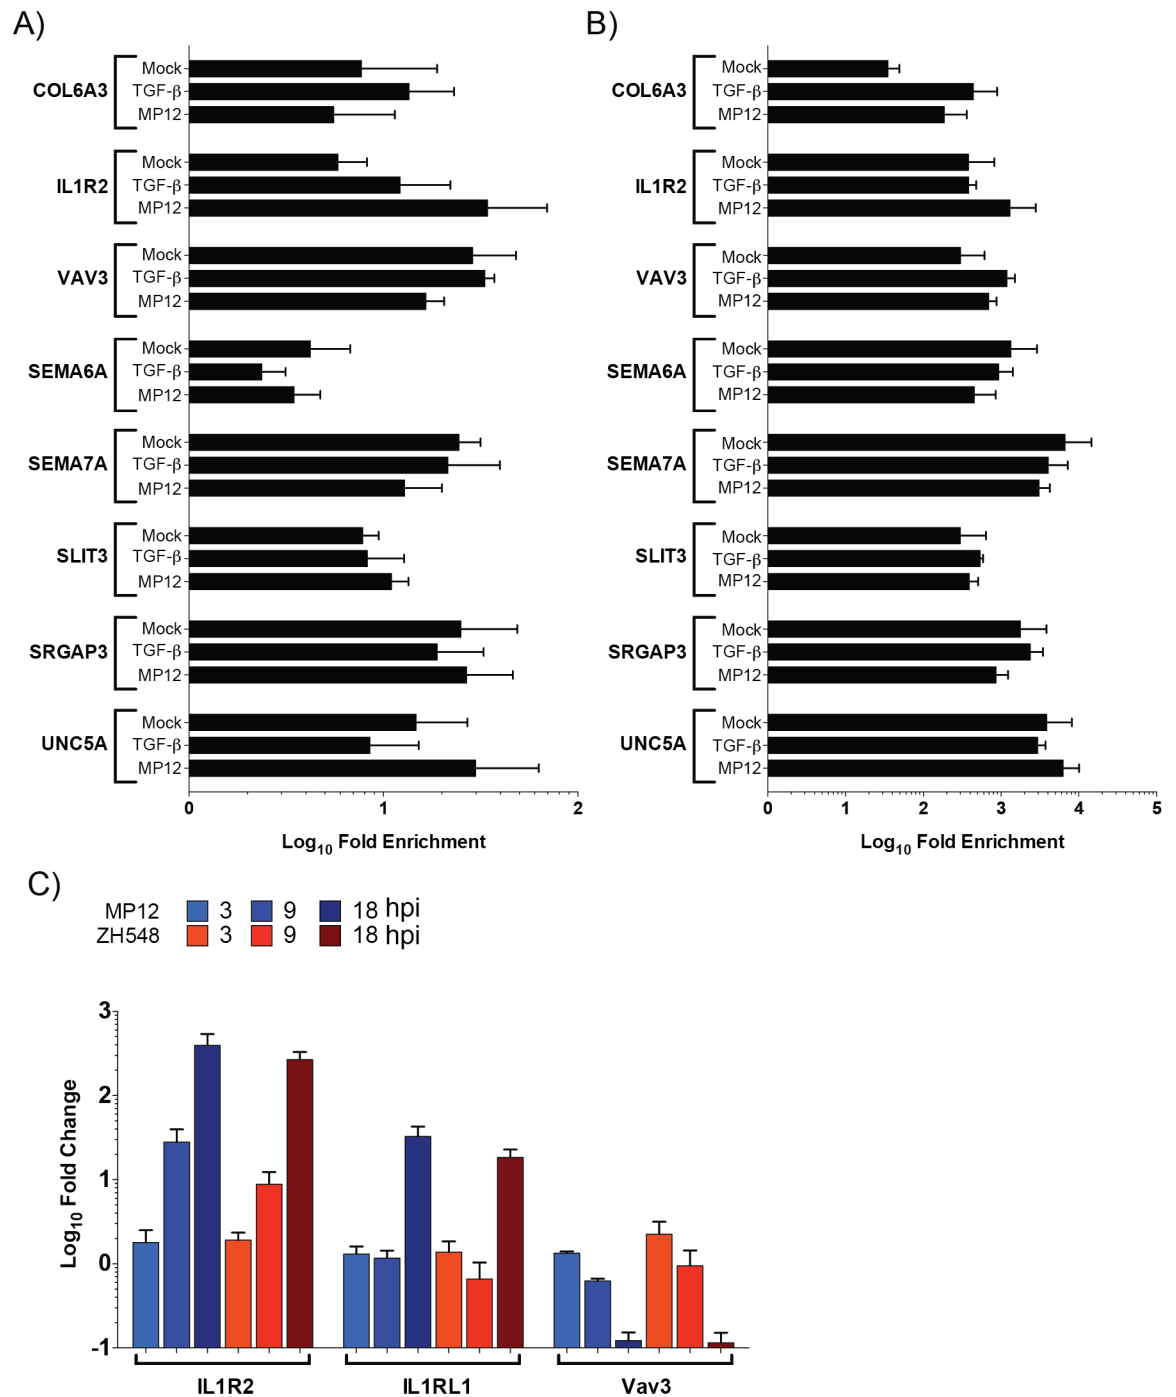 A)
COL6A3
Mock
TGF-β
MP12
IL1R2
Mock
TGF-β
MP12
VAV3
Mock
TGF-β
MP12
SEMA6A
Mock
TGF-β
MP12
SEMA7A
Mock
TGF-β
MP12
SLIT3
Mock
TGF-β
MP12
SRGAP3
Mock
TGF-β
MP12
UNC5A
Mock
TGF-β
MP12
0 1 2
Log10 Fold Enrichment
B)
COL6A3
Mock
TGF-β
MP12
IL1R2
Mock
TGF-β
MP12
VAV3
Mock
TGF-β
MP12
SEMA6A
Mock
TGF-β
MP12
SEMA7A
Mock
TGF-β
MP12
SLIT3
Mock
TGF-β
MP12
SRGAP3
Mock
TGF-β
MP12
UNC5A
Mock
TGF-β
MP12
0 1 2 3 4 5
Log10 Fold Enrichment
C)
MP12 3 9 18 hpi
ZH548 3 9 18 hpi
Log10 Fold Change
3
2
1
0
-1
IL1R2 IL1RL1 Vav3